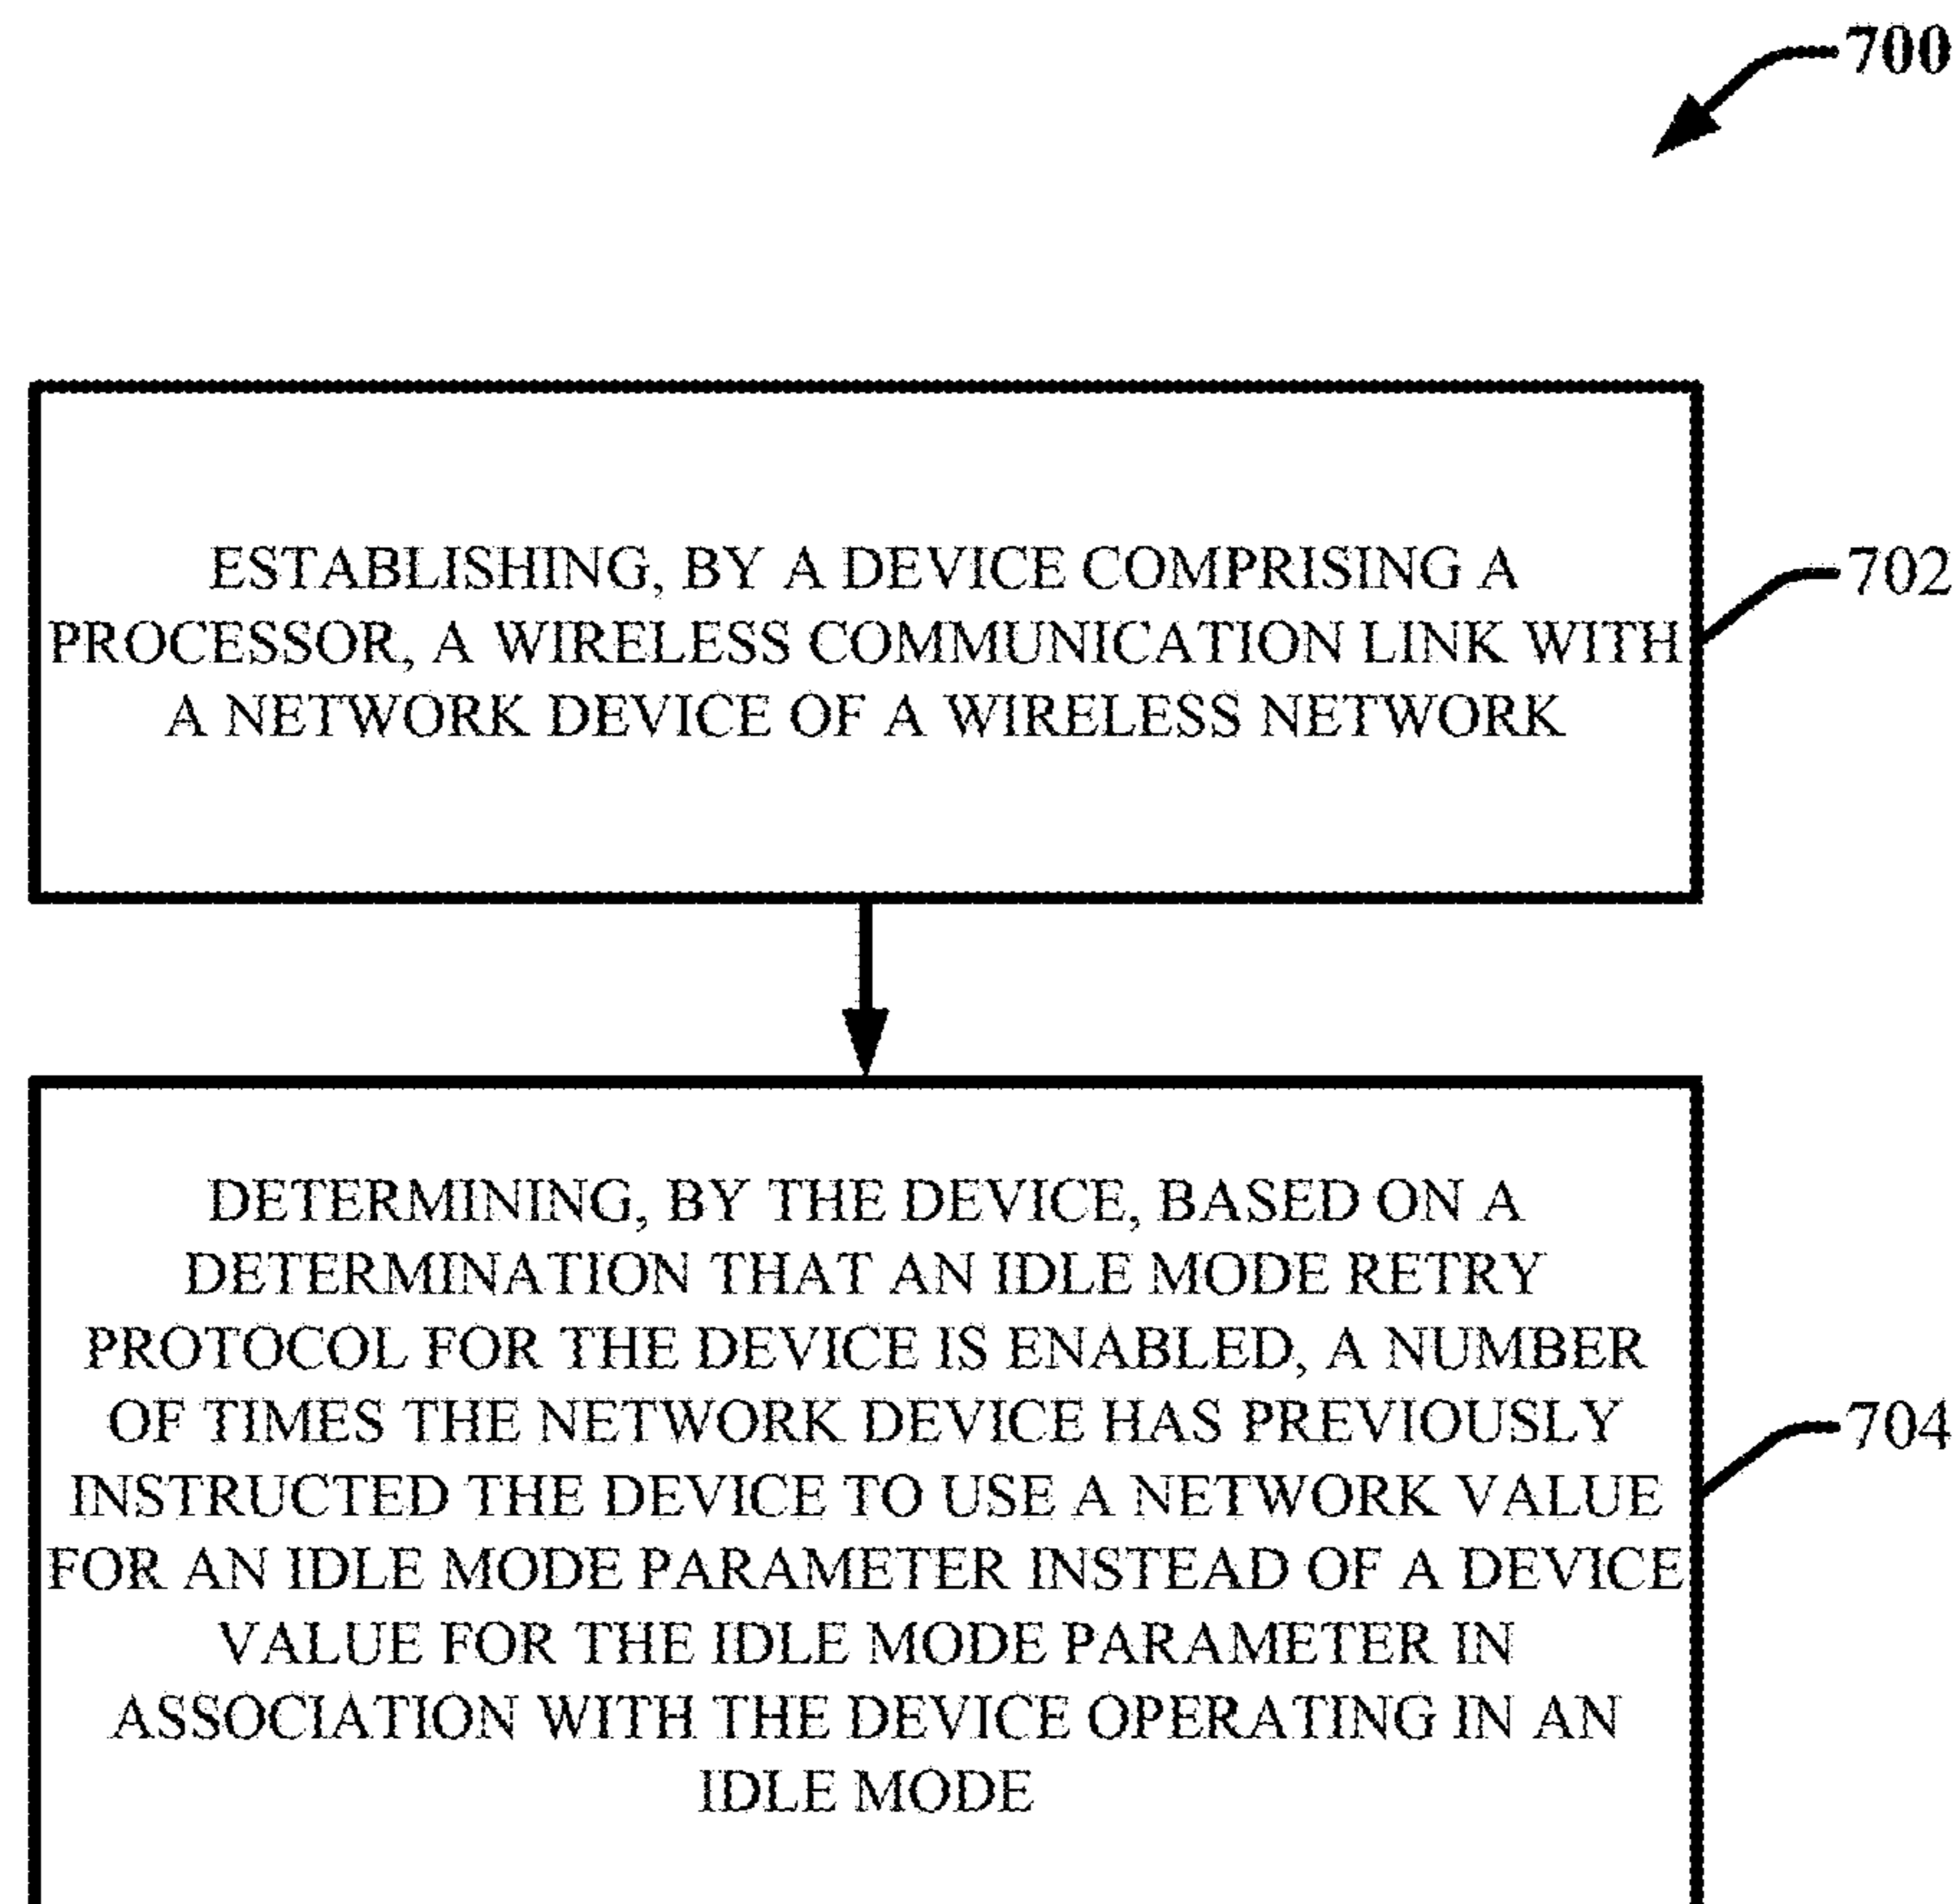 700
ESTABLISHING, BY A DEVICE COMPRISING A
PROCESSOR, A WIRELESS COMMUNICATION LINK WITH
A NETWORK DEVICE OF A WIRELESS NETWORK
702
DETERMINING, BY THE DEVICE, BASED ON A
DETERMINATION THAT AN IDLE MODE RETRY
PROTOCOL FOR THE DEVICE IS ENABLED, A NUMBER
OF TIMES THE NETWORK DEVICE HAS PREVIOUSLY
INSTRUCTED THE DEVICE TO USE A NETWORK VALUE
FOR AN IDLE MODE PARAMETER INSTEAD OF A DEVICE
VALUE FOR THE IDLE MODE PARAMETER IN
ASSOCIATION WITH THE DEVICE OPERATING IN AN
IDLE MODE
704